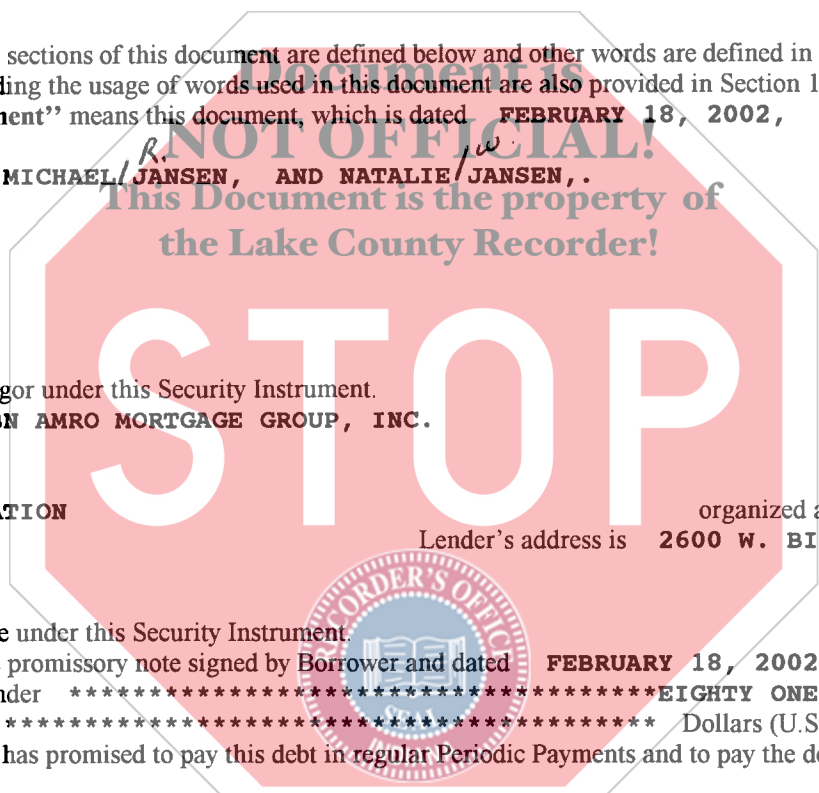 sections of this document are defined below and other words are defined in
ding the usage of words used in this document are also provided in Section 1
Document is
ment” means this document, which is dated FEBRUARY 18, 2002,
NOT OFFICIAL!
R. W.
MICHAEL JANSEN, AND NATALIE JANSEN,.
This Document is the property of
the Lake County Recorder!
STOP
gor under this Security Instrument.
BN AMRO MORTGAGE GROUP, INC.
ATION organized a
Lender’s address is 2600 W. BI
RECORDER'S OFFICE
e under this Security Instrument.
promissory note signed by Borrower and dated FEBRUARY 18, 2002
nder *************************************EIGHTY ONE
SEAL
***************************************** Dollars (U.S
has promised to pay this debt in regular Periodic Payments and to pay the de